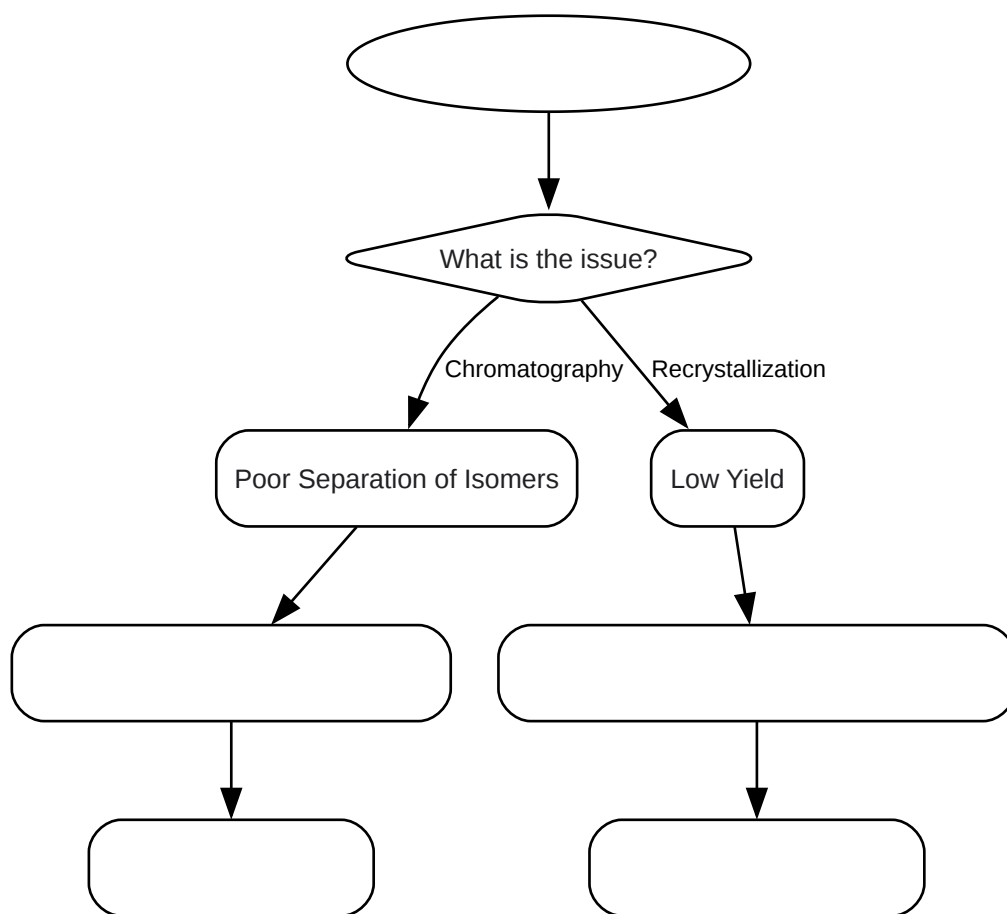 What is the issue?
Chromatography
Recrystallization
Poor Separation of Isomers
Low Yield